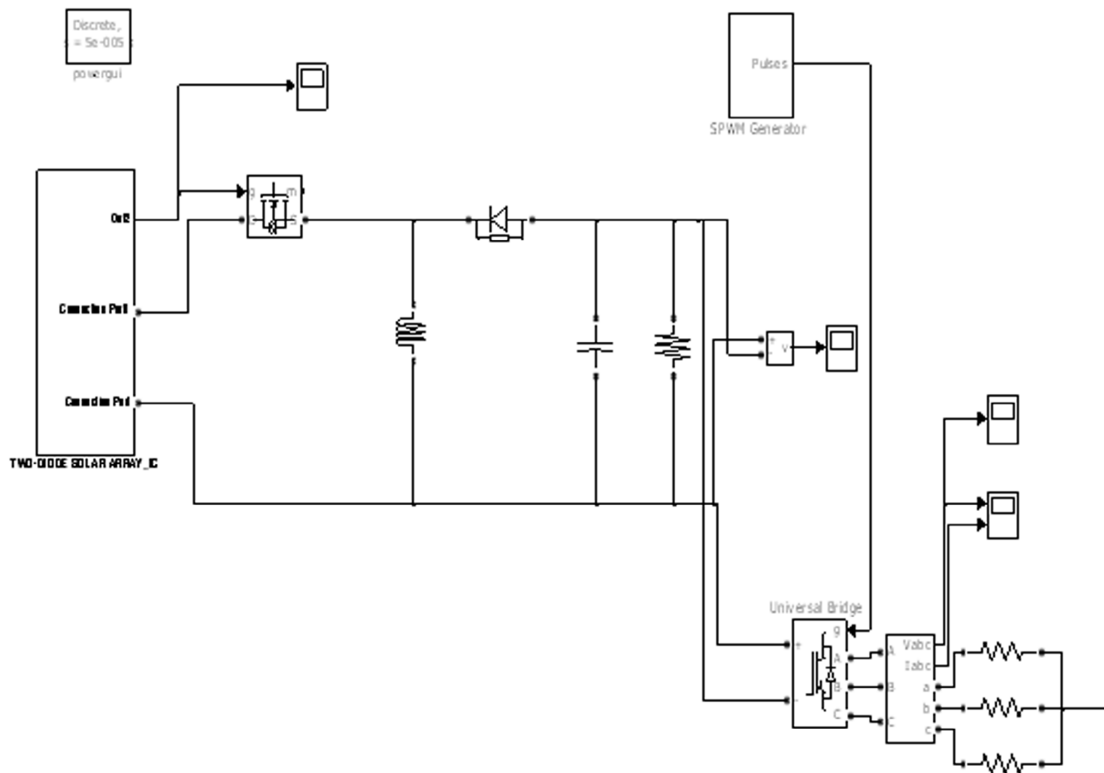 Discrete,
= 5e-005
powergui
Pulses
SPWM Generator
g
m
S
Out2
Connection Port1
Connection Port
TWO-DIODE SOLAR ARRAY_IC
+
-
v
Universal Bridge
g
+
A
B
-
C
A
B
C
Vabc
Iabc
a
b
c